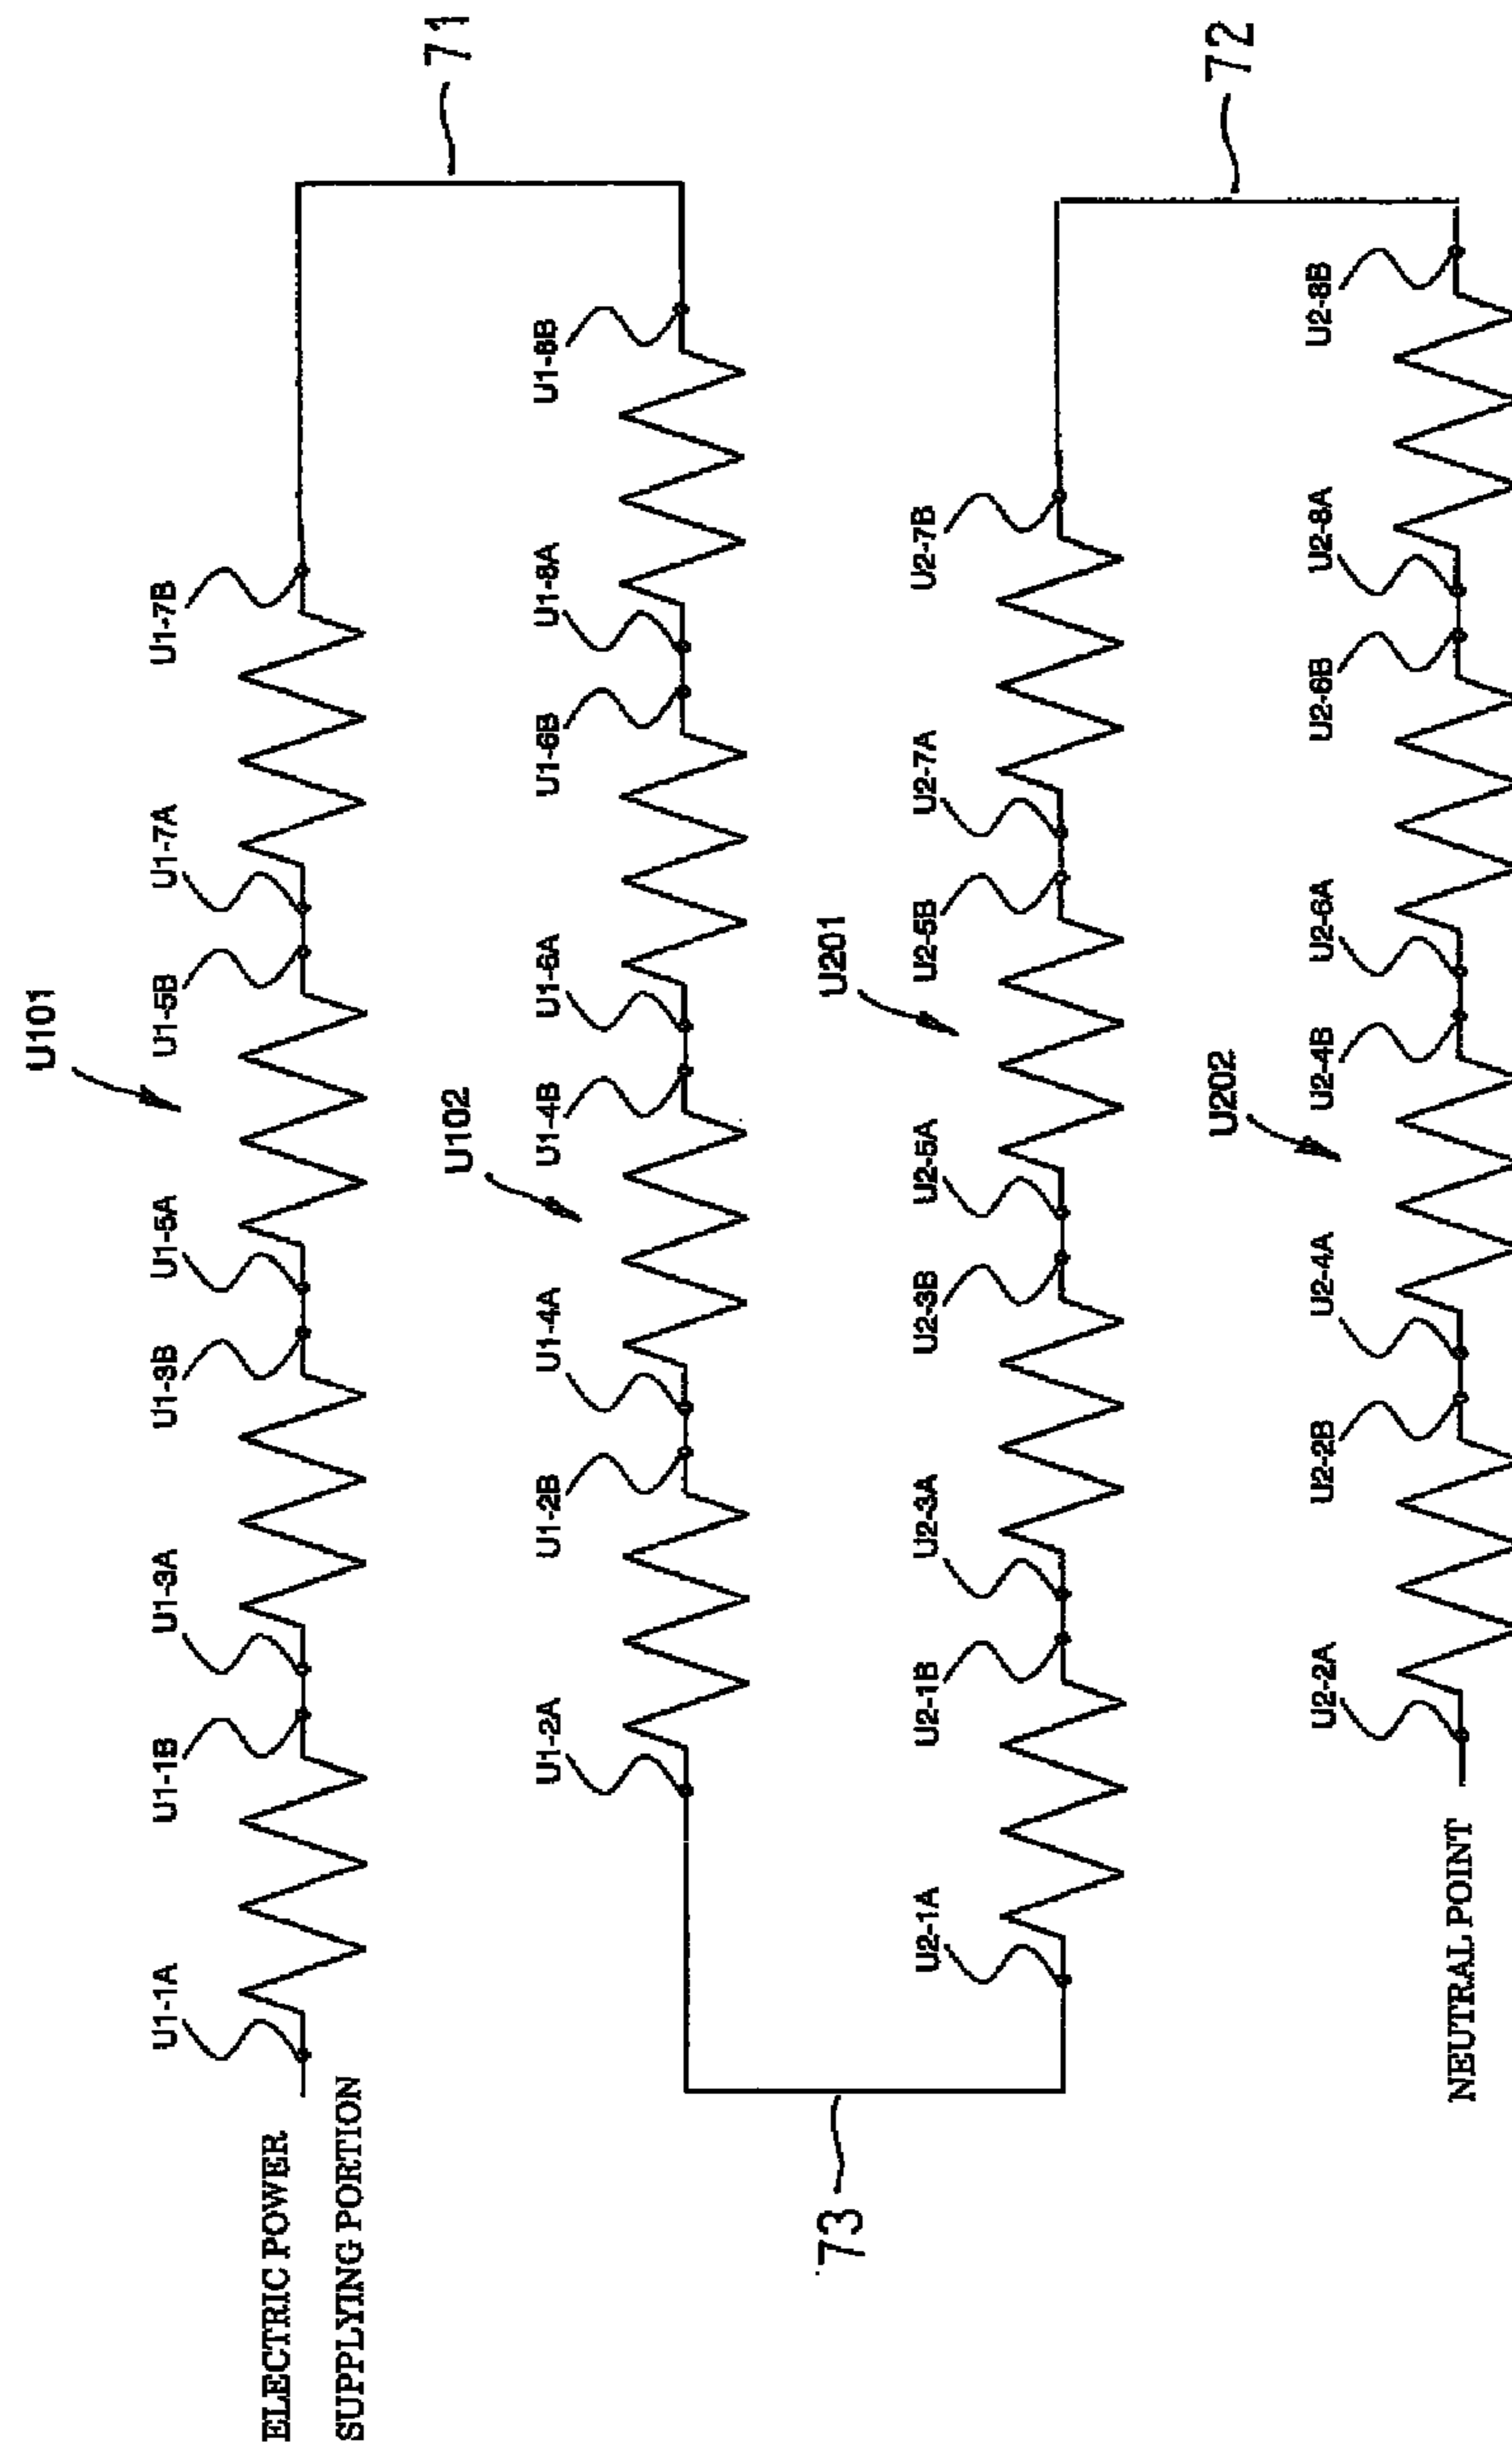 U101
U1-1A
U1-1B
U1-3A
U1-3B
U1-5A
U1-5B
U1-7A
U1-7B
ELECTRIC POWER
SUPPLYING PORTION
71
U102
U1-2A
U1-2B
U1-4A
U1-4B
U1-6A
U1-6B
U1-8A
U1-8B
73
U201
U2-1A
U2-1B
U2-3A
U2-3B
U2-5A
U2-5B
U2-7A
U2-7B
72
U202
U2-2A
U2-2B
U2-4A
U2-4B
U2-6A
U2-6B
U2-8A
U2-8B
NEUTRAL POINT